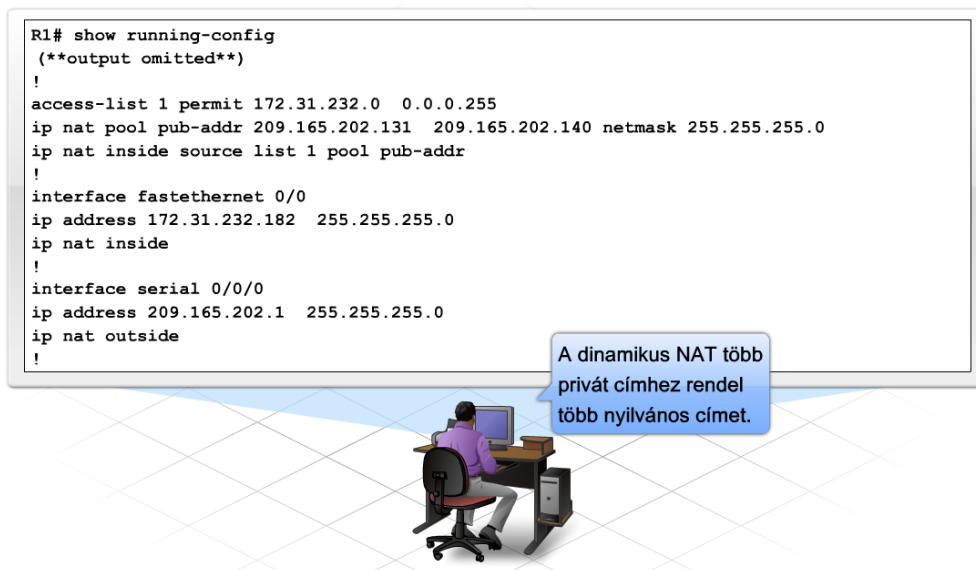 R1# show running-config
(**output omitted**)
!
access-list 1 permit 172.31.232.0  0.0.0.255
ip nat pool pub-addr 209.165.202.131  209.165.202.140 netmask 255.255.255.0
ip nat inside source list 1 pool pub-addr
!
interface fastethernet 0/0
ip address 172.31.232.182  255.255.255.0
ip nat inside
!
interface serial 0/0/0
ip address 209.165.202.1  255.255.255.0
ip nat outside
!
A dinamikus NAT több
privát címhez rendel
több nyilvános címet.